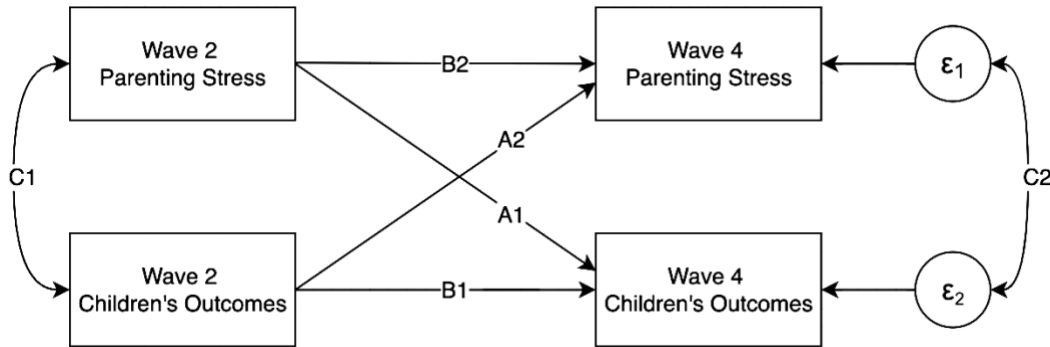 Wave 2
Parenting Stress
B2
Wave 4
Parenting Stress
ε₁
A2
C1
C2
A1
Wave 2
Children's Outcomes
B1
Wave 4
Children's Outcomes
ε₂